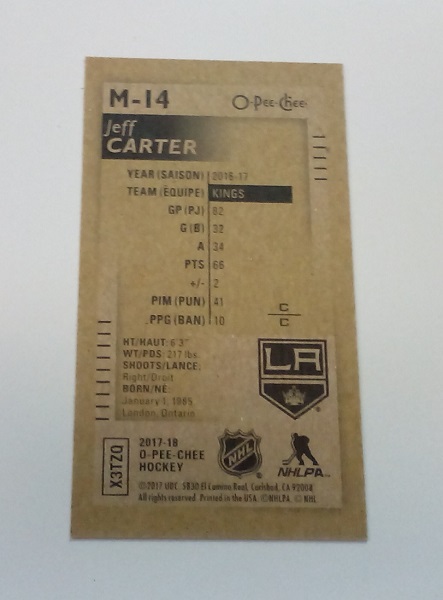 M-14
O-Pee-Chee
Jeff
CARTER
YEAR (SAISON) 2016-17
TEAM (ÉQUIPE) KINGS
GP (PJ) 82
G (B) 32
A 34
PTS 66
+/- 2
PIM (PUN) 41
PPG (BAN) 10
C
C
HT/HAUT: 6'3"
WT/PDS: 217 lbs.
SHOOTS/LANCE:
Right/Droit
BORN/NÉ:
January 1, 1985
London, Ontario
LA
X3TZQ
2017-18
O-PEE-CHEE
HOCKEY
NHL
NHLPA
©2017 UDC. 5830 El Camino Real, Carlsbad, CA 92008.
All rights reserved. Printed in the USA. ©NHLPA ©NHL